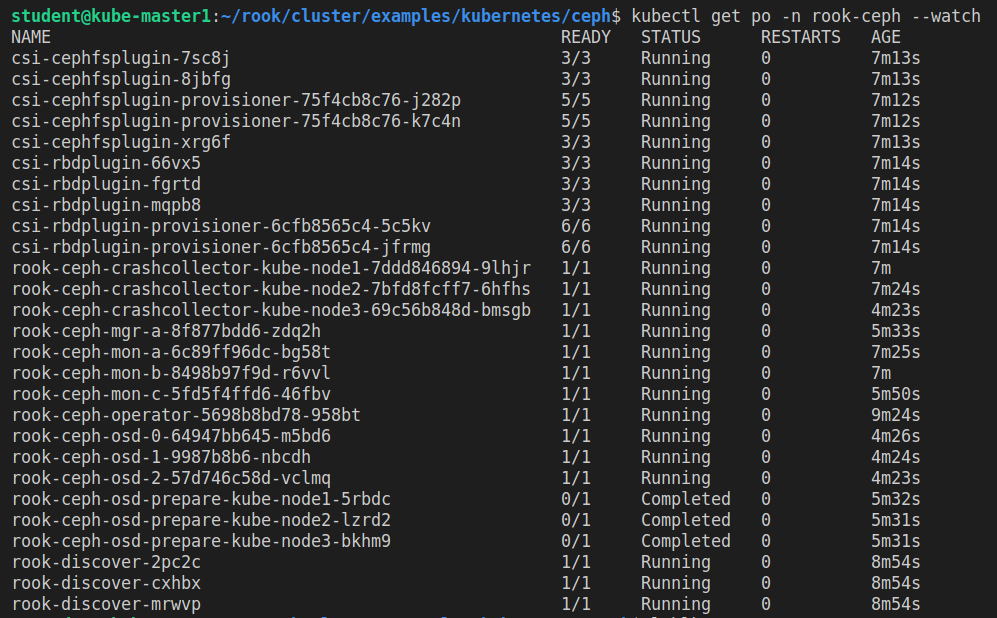 student@kube-master1:~/rook/cluster/examples/kubernetes/ceph$ kubectl get po -n rook-ceph --watch
NAME READY STATUS RESTARTS AGE
csi-cephfsplugin-7sc8j 3/3 Running 0 7m13s
csi-cephfsplugin-8jbfg 3/3 Running 0 7m13s
csi-cephfsplugin-provisioner-75f4cb8c76-j282p 5/5 Running 0 7m12s
csi-cephfsplugin-provisioner-75f4cb8c76-k7c4n 5/5 Running 0 7m12s
csi-cephfsplugin-xrg6f 3/3 Running 0 7m13s
csi-rbdplugin-66vx5 3/3 Running 0 7m14s
csi-rbdplugin-fgrtd 3/3 Running 0 7m14s
csi-rbdplugin-mqpb8 3/3 Running 0 7m14s
csi-rbdplugin-provisioner-6cfb8565c4-5c5kv 6/6 Running 0 7m14s
csi-rbdplugin-provisioner-6cfb8565c4-jfrmg 6/6 Running 0 7m14s
rook-ceph-crashcollector-kube-node1-7ddd846894-9lhjr 1/1 Running 0 7m
rook-ceph-crashcollector-kube-node2-7bfd8fcff7-6hfhs 1/1 Running 0 7m24s
rook-ceph-crashcollector-kube-node3-69c56b848d-bmsgb 1/1 Running 0 4m23s
rook-ceph-mgr-a-8f877bdd6-zdq2h 1/1 Running 0 5m33s
rook-ceph-mon-a-6c89ff96dc-bg58t 1/1 Running 0 7m25s
rook-ceph-mon-b-8498b97f9d-r6vvl 1/1 Running 0 7m
rook-ceph-mon-c-5fd5f4ffd6-46fbv 1/1 Running 0 5m50s
rook-ceph-operator-5698b8bd78-958bt 1/1 Running 0 9m24s
rook-ceph-osd-0-64947bb645-m5bd6 1/1 Running 0 4m26s
rook-ceph-osd-1-9987b8b6-nbcdh 1/1 Running 0 4m24s
rook-ceph-osd-2-57d746c58d-vclmq 1/1 Running 0 4m23s
rook-ceph-osd-prepare-kube-node1-5rbdc 0/1 Completed 0 5m32s
rook-ceph-osd-prepare-kube-node2-lzrd2 0/1 Completed 0 5m31s
rook-ceph-osd-prepare-kube-node3-bkhm9 0/1 Completed 0 5m31s
rook-discover-2pc2c 1/1 Running 0 8m54s
rook-discover-cxhbx 1/1 Running 0 8m54s
rook-discover-mrwvp 1/1 Running 0 8m54s